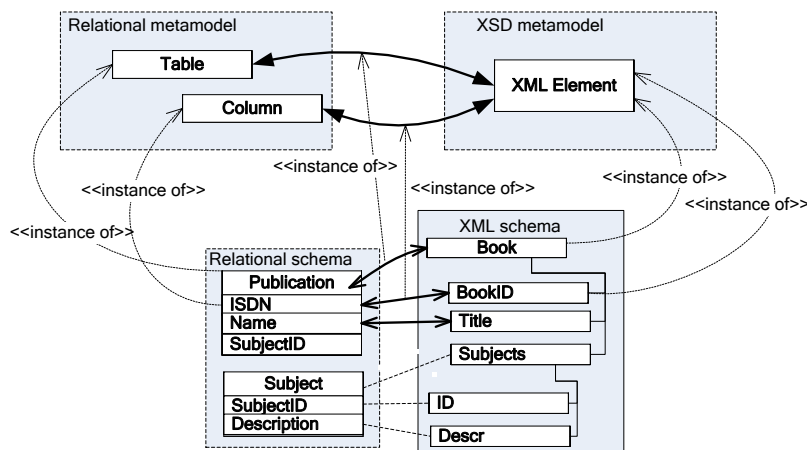 Relational metamodel
XSD metamodel
Table
Column
XML Element
<<instance of>>
<<instance of>>
<<instance of>>
<<instance of>>
<<instance of>>
<<instance of>>
Relational schema
Publication
ISDN
Name
SubjectID
Subject
SubjectID
Description
XML schema
Book
BookID
Title
Subjects
ID
Descr